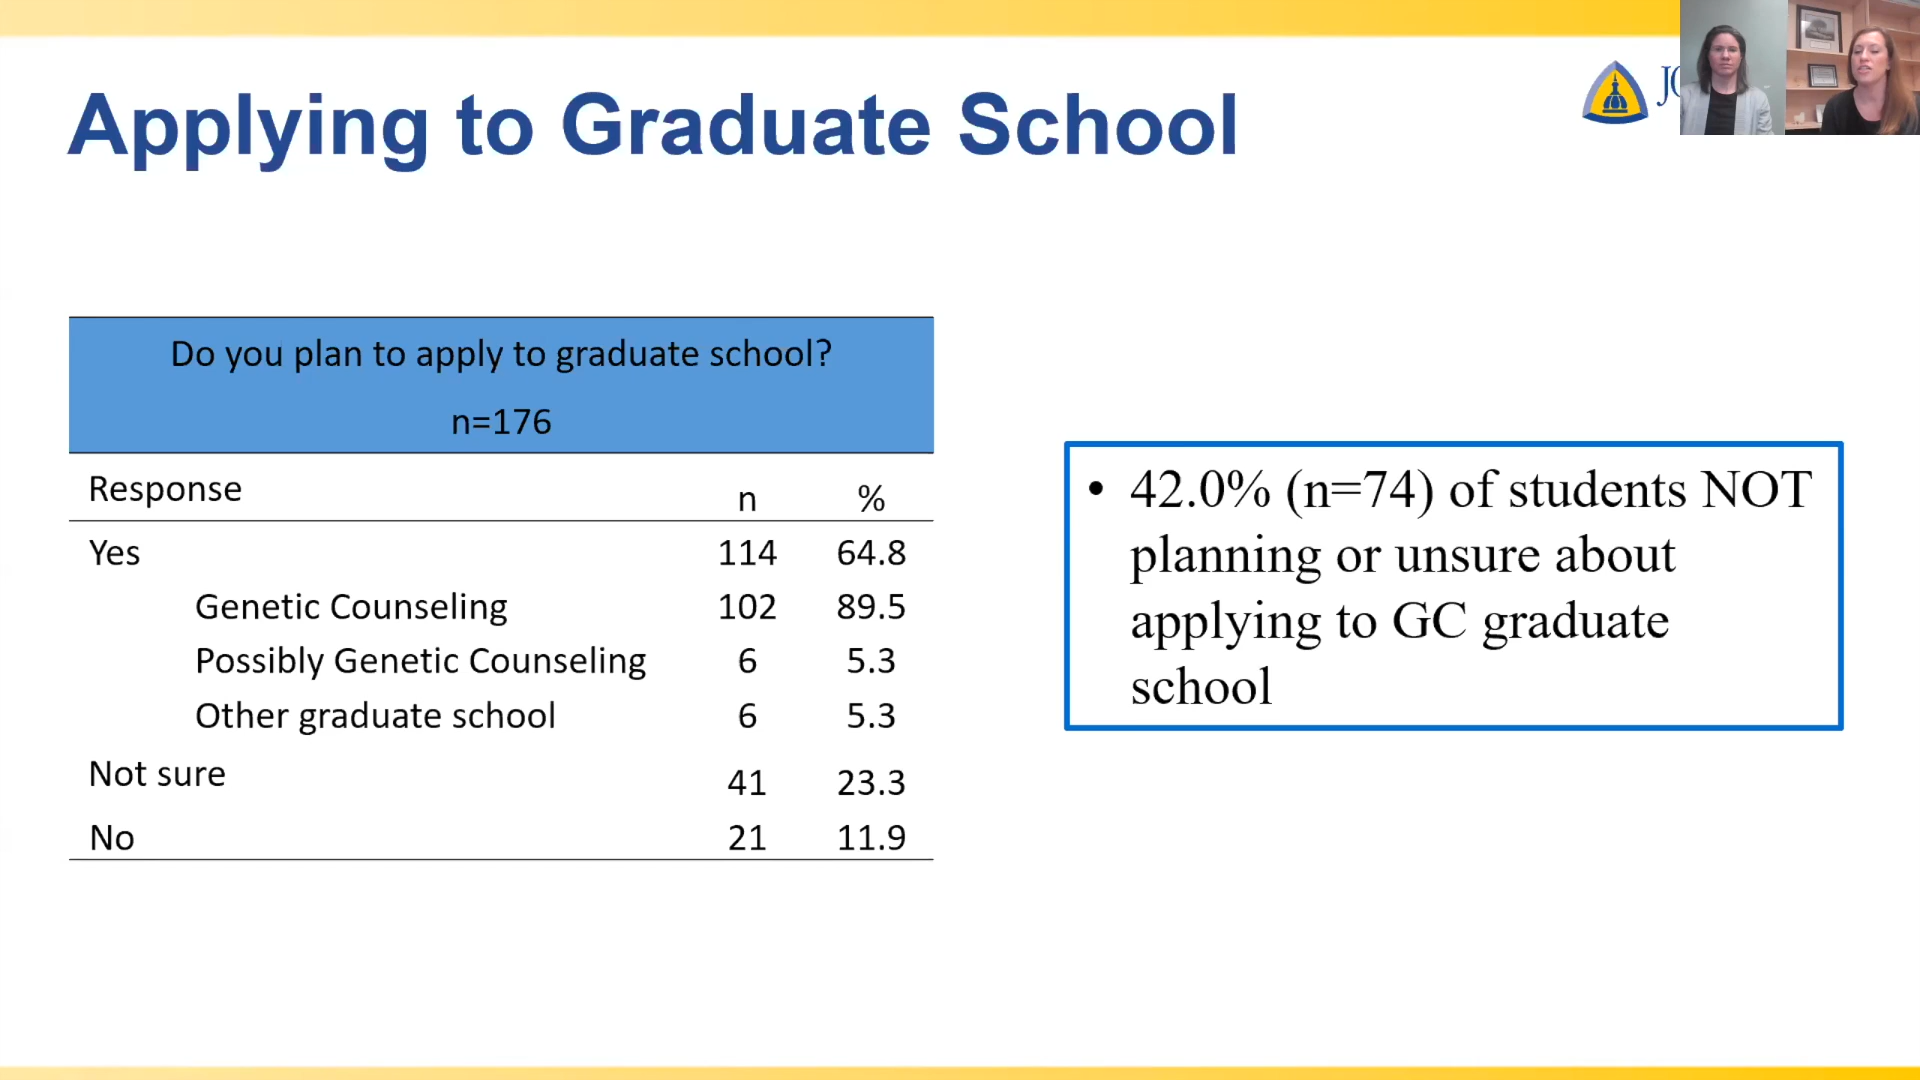 Applying to Graduate School
Do you plan to apply to graduate school?
n=176
Response n %
Yes 114 64.8
Genetic Counseling 102 89.5
Possibly Genetic Counseling 6 5.3
Other graduate school 6 5.3
Not sure 41 23.3
No 21 11.9
• 42.0% (n=74) of students NOT
planning or unsure about
applying to GC graduate
school